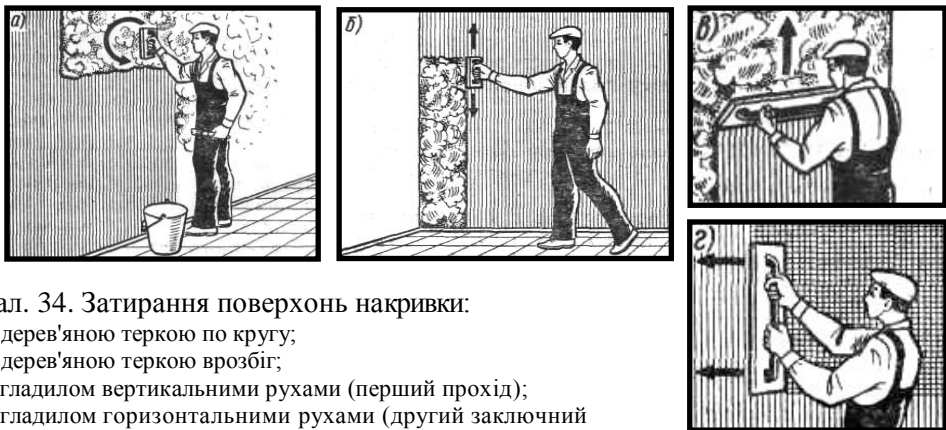 а)
б)
в)
г)
ал. 34. Затирання поверхонь накривки:
дерев'яною теркою по кругу;
дерев'яною теркою врозбіг;
гладилом вертикальними рухами (перший прохід);
гладилом горизонтальними рухами (другий заключний